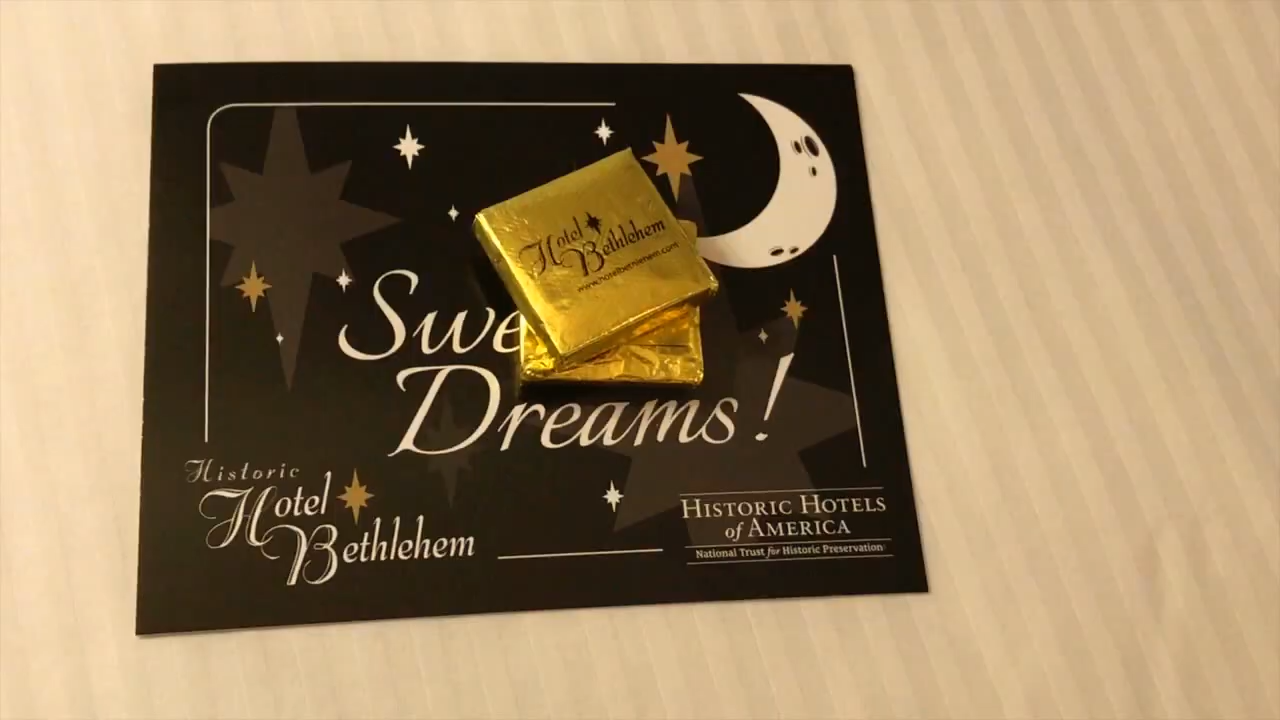 Hotel
Bethlehem
www.hotelbethlehem.com
Swe
Dreams!
Historic
Hotel
Bethlehem
HISTORIC HOTELS
of AMERICA
National Trust for Historic Preservation